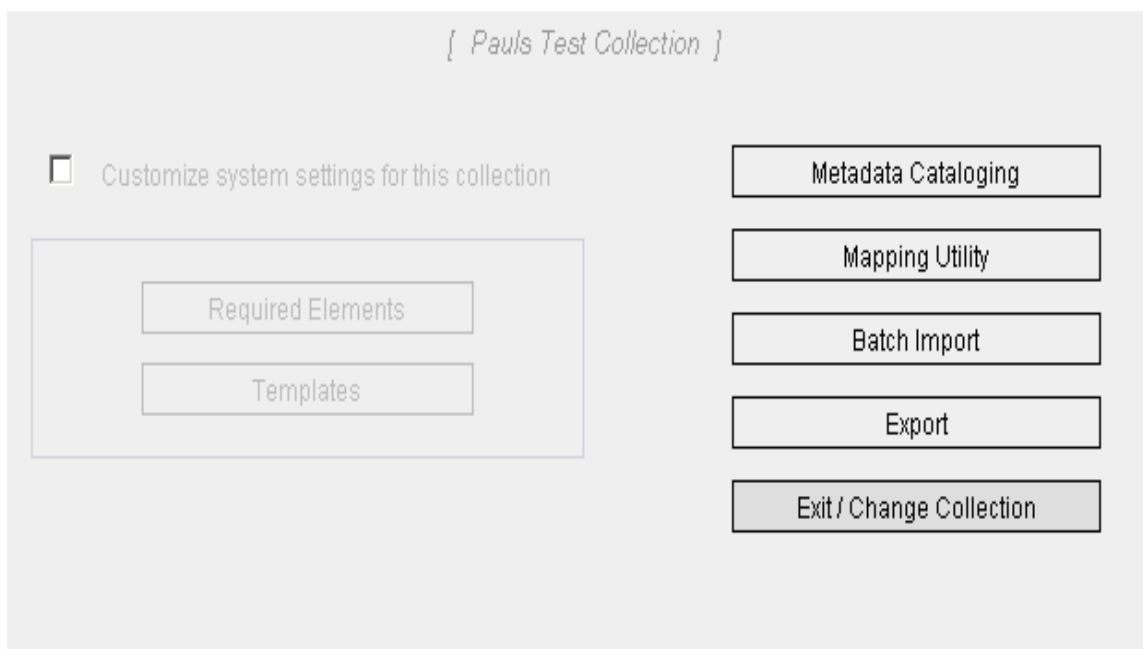 [ Pauls Test Collection ]
Customize system settings for this collection
Required Elements
Templates
Metadata Cataloging
Mapping Utility
Batch Import
Export
Exit / Change Collection